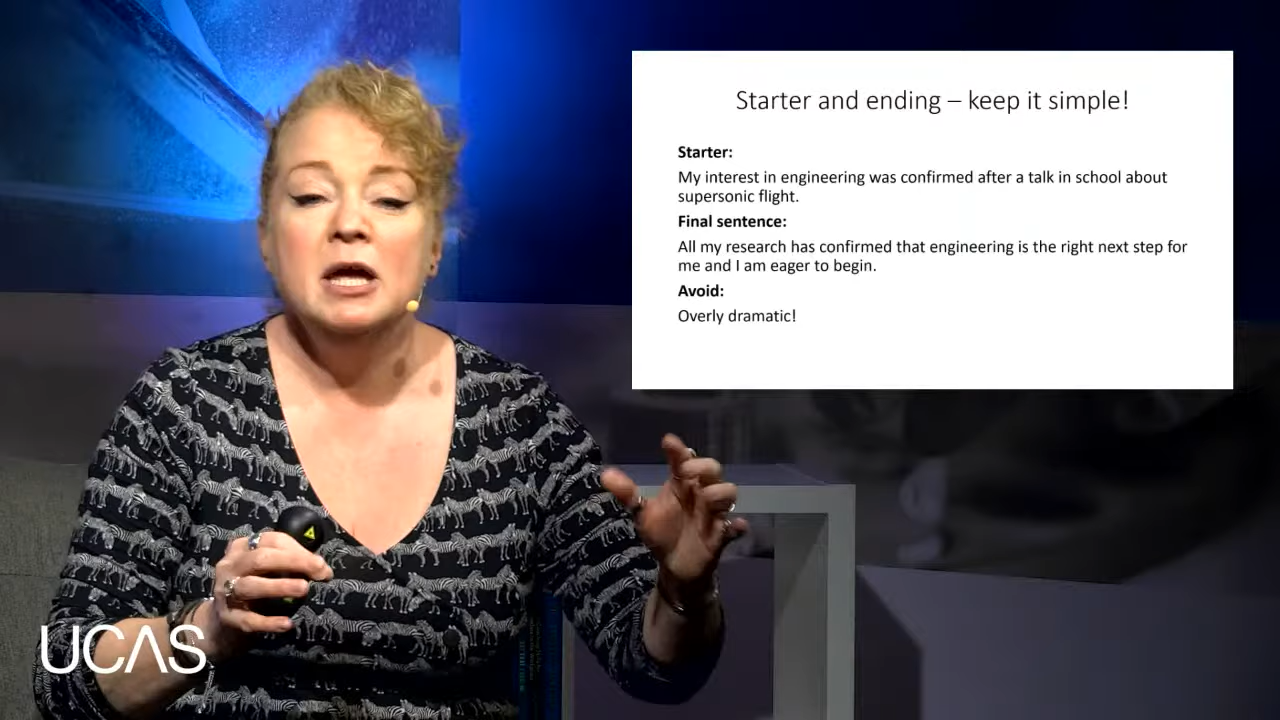 Starter and ending – keep it simple!
Starter:
My interest in engineering was confirmed after a talk in school about
supersonic flight.
Final sentence:
All my research has confirmed that engineering is the right next step for
me and I am eager to begin.
Avoid:
Overly dramatic!
UCAS